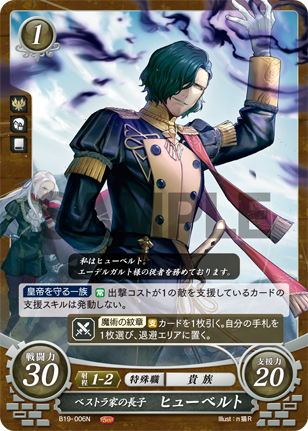 1
SAMPLE
私はヒューベルト。
エーデルガルト様の従者を務めております。
皇帝を守る一族 常 出撃コストが1の敵を支援しているカードの
支援スキルは発動しない。
魔術の紋章 支 カードを1枚引く。自分の手札を
1枚選び、退避エリアに置く。
戦闘力
30
射程 1-2 特殊職 貴族
支援力
20
ベストラ家の長子 ヒューベルト
B19-006N
Illust:n猫R